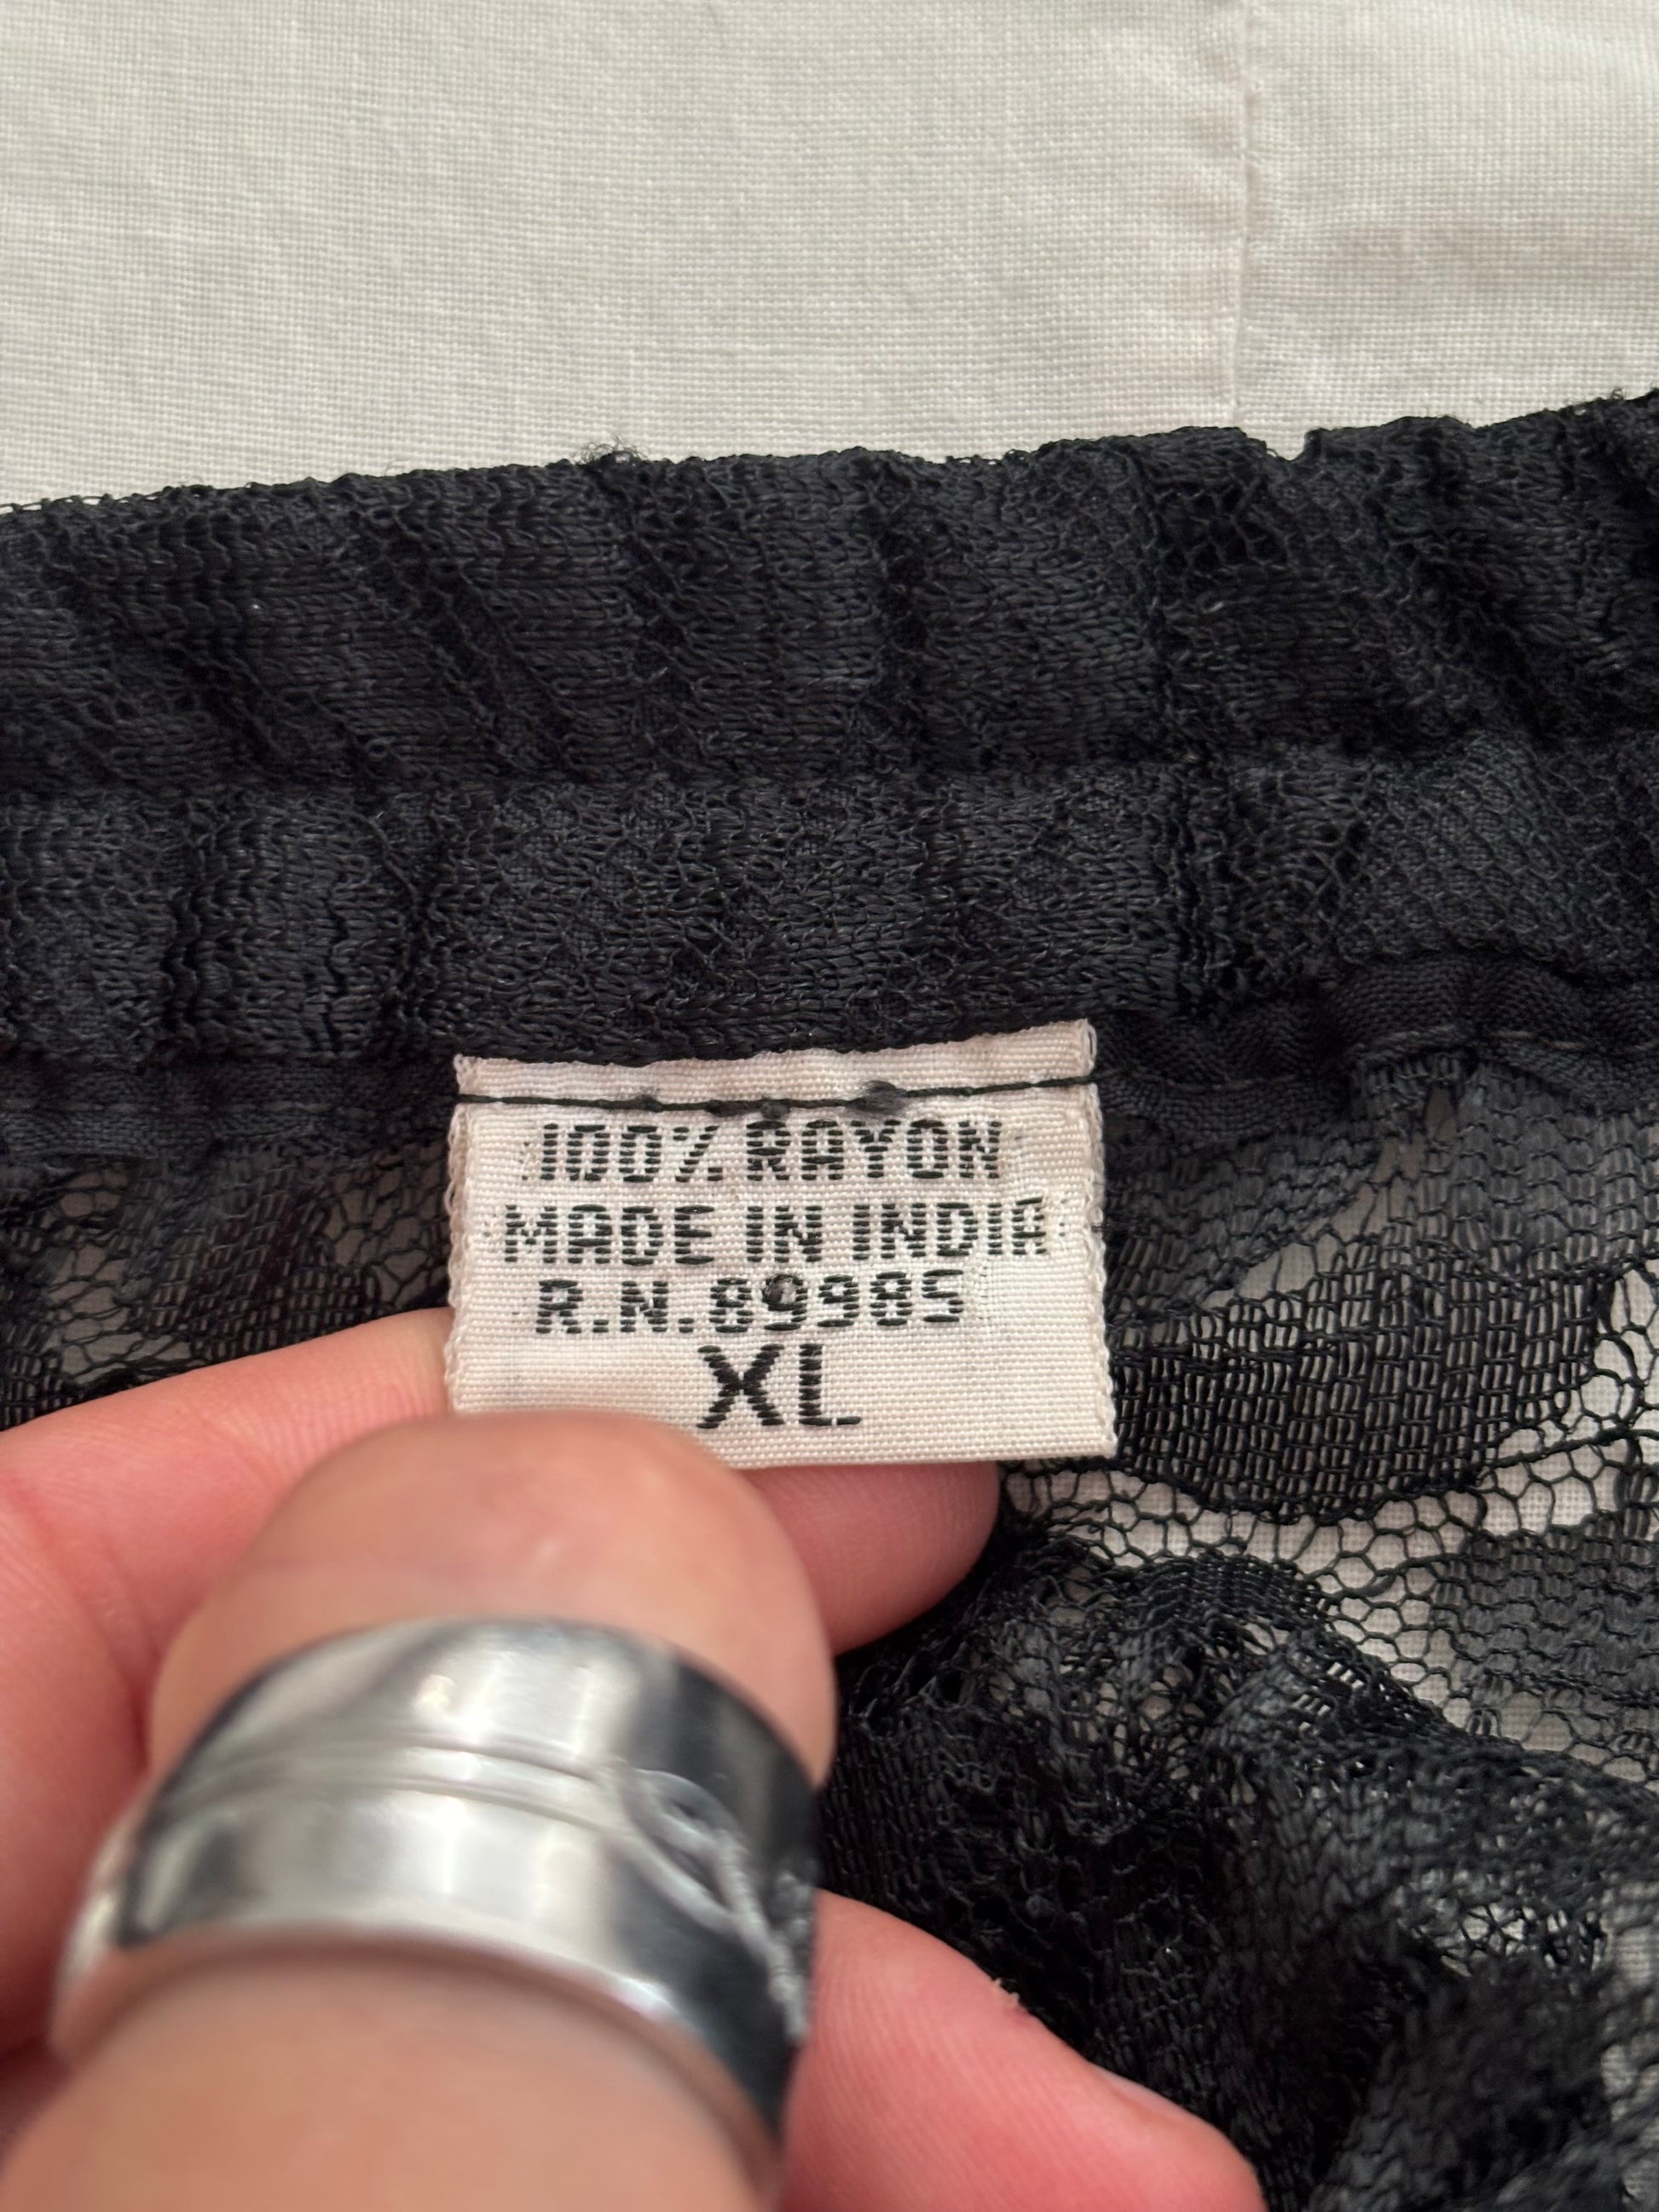 100% RAYON
MADE IN INDIA
R.N.89985
XL